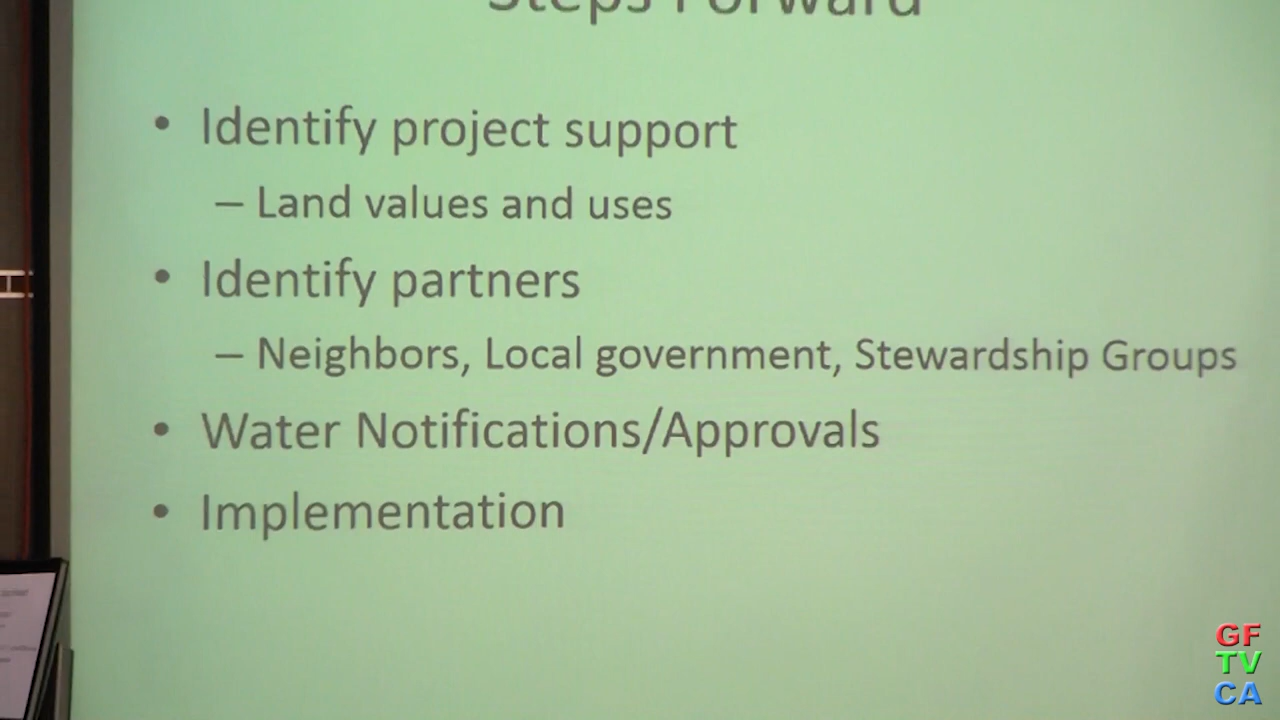 Steps Forward
• Identify project support
– Land values and uses
• Identify partners
– Neighbors, Local government, Stewardship Groups
• Water Notifications/Approvals
• Implementation
GF
TV
CA